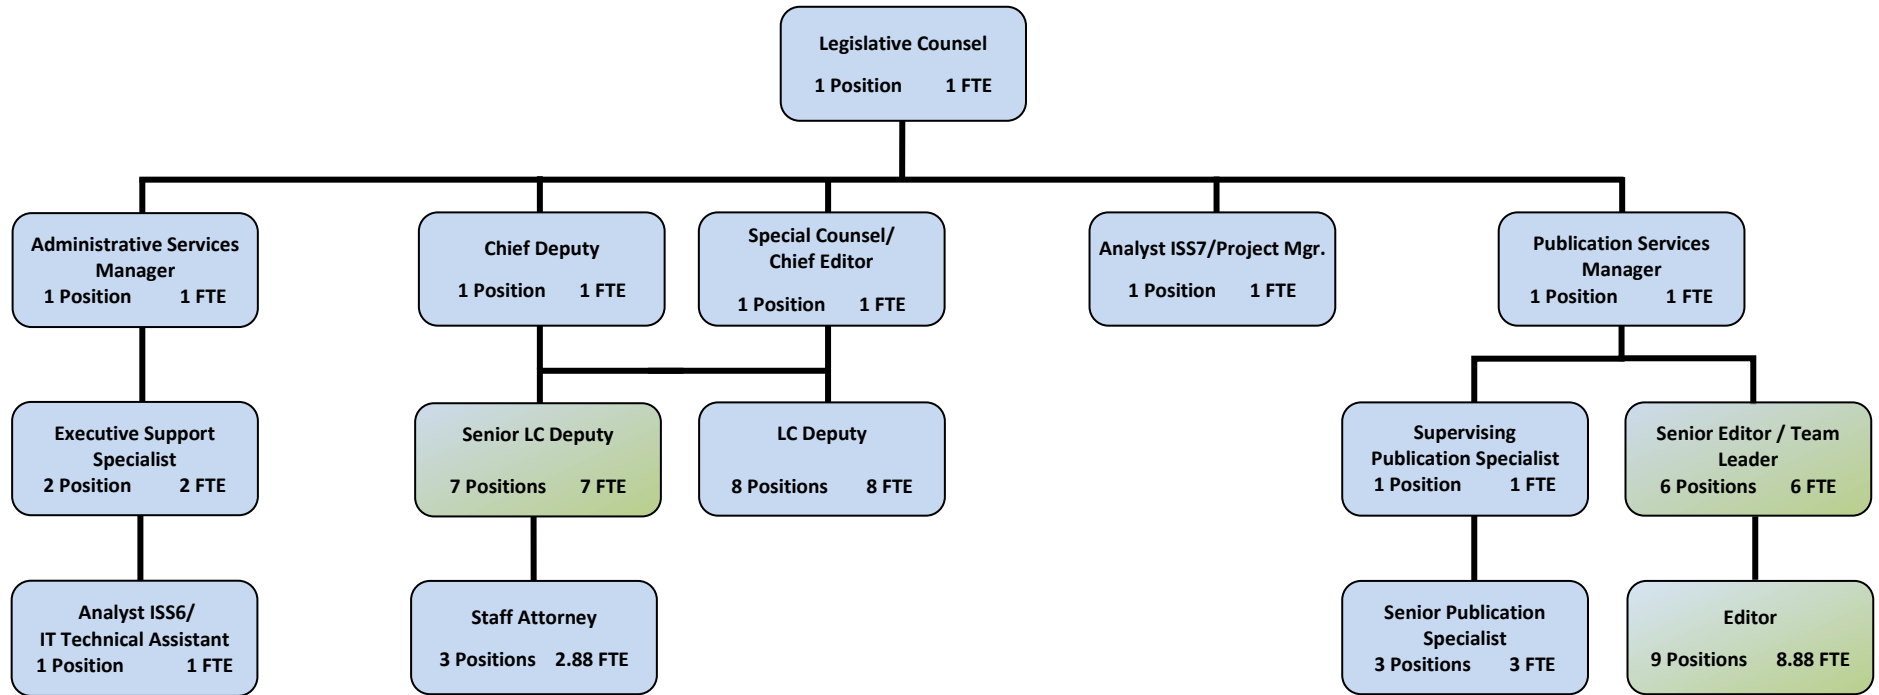 Legislative Counsel
1 Position 1 FTE
Administrative Services
Manager
1 Position 1 FTE
Chief Deputy
1 Position 1 FTE
Special Counsel/
Chief Editor
1 Position 1 FTE
Analyst ISS7/Project Mgr.
1 Position 1 FTE
Publication Services
Manager
1 Position 1 FTE
Executive Support
Specialist
2 Position 2 FTE
Senior LC Deputy
7 Positions 7 FTE
LC Deputy
8 Positions 8 FTE
Supervising
Publication Specialist
1 Position 1 FTE
Senior Editor / Team
Leader
6 Positions 6 FTE
Analyst ISS6/
IT Technical Assistant
1 Position 1 FTE
Staff Attorney
3 Positions 2.88 FTE
Senior Publication
Specialist
3 Positions 3 FTE
Editor
9 Positions 8.88 FTE